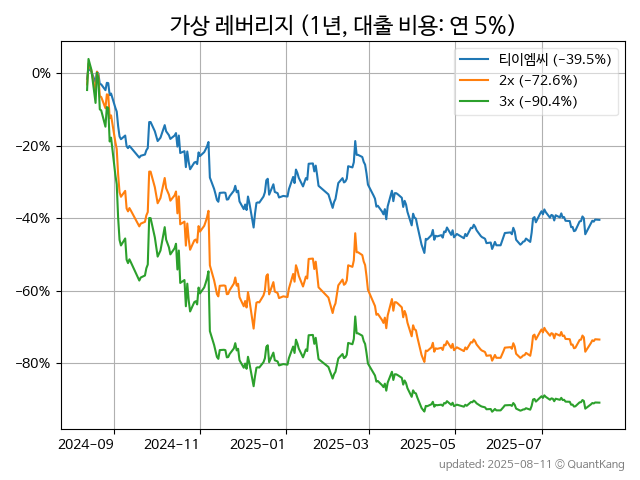 가상 레버리지 (1년, 대출 비용: 연 5%)
티이엠씨 (−39.5%)
2x (−72.6%)
3x (−90.4%)
0%
−20%
−40%
−60%
−80%
2024−09 2024−11 2025−01 2025−03 2025−05 2025−07
updated: 2025-08-11 © QuantKang